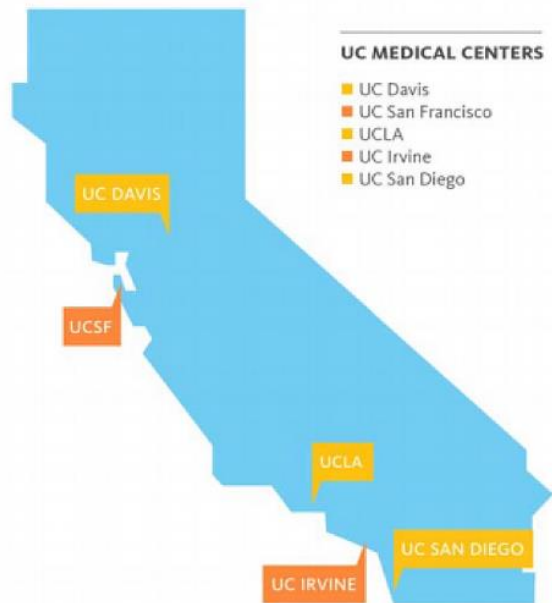 UC MEDICAL CENTERS
UC Davis
UC San Francisco
UCLA
UC Irvine
UC San Diego
UC DAVIS
UCSF
UCLA
UC SAN DIEGO
UC IRVINE